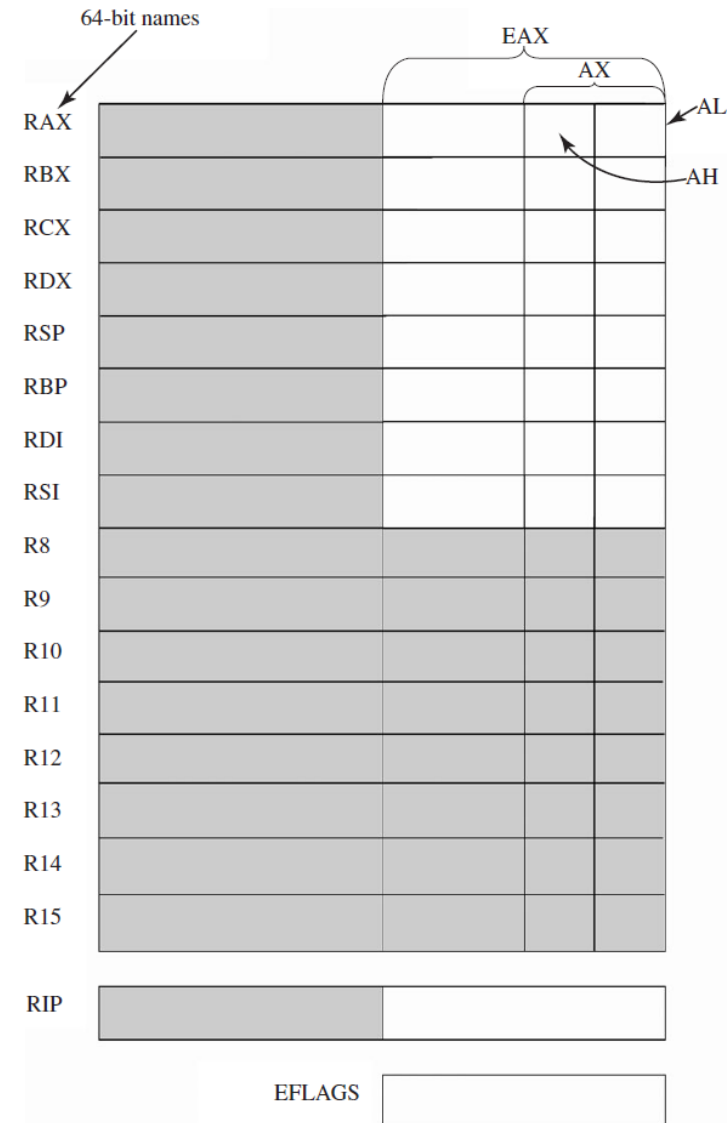 64-bit names
EAX
AX
RAX
AL
RBX
AH
RCX
RDX
RSP
RBP
RDI
RSI
R8
R9
R10
R11
R12
R13
R14
R15
RIP
EFLAGS